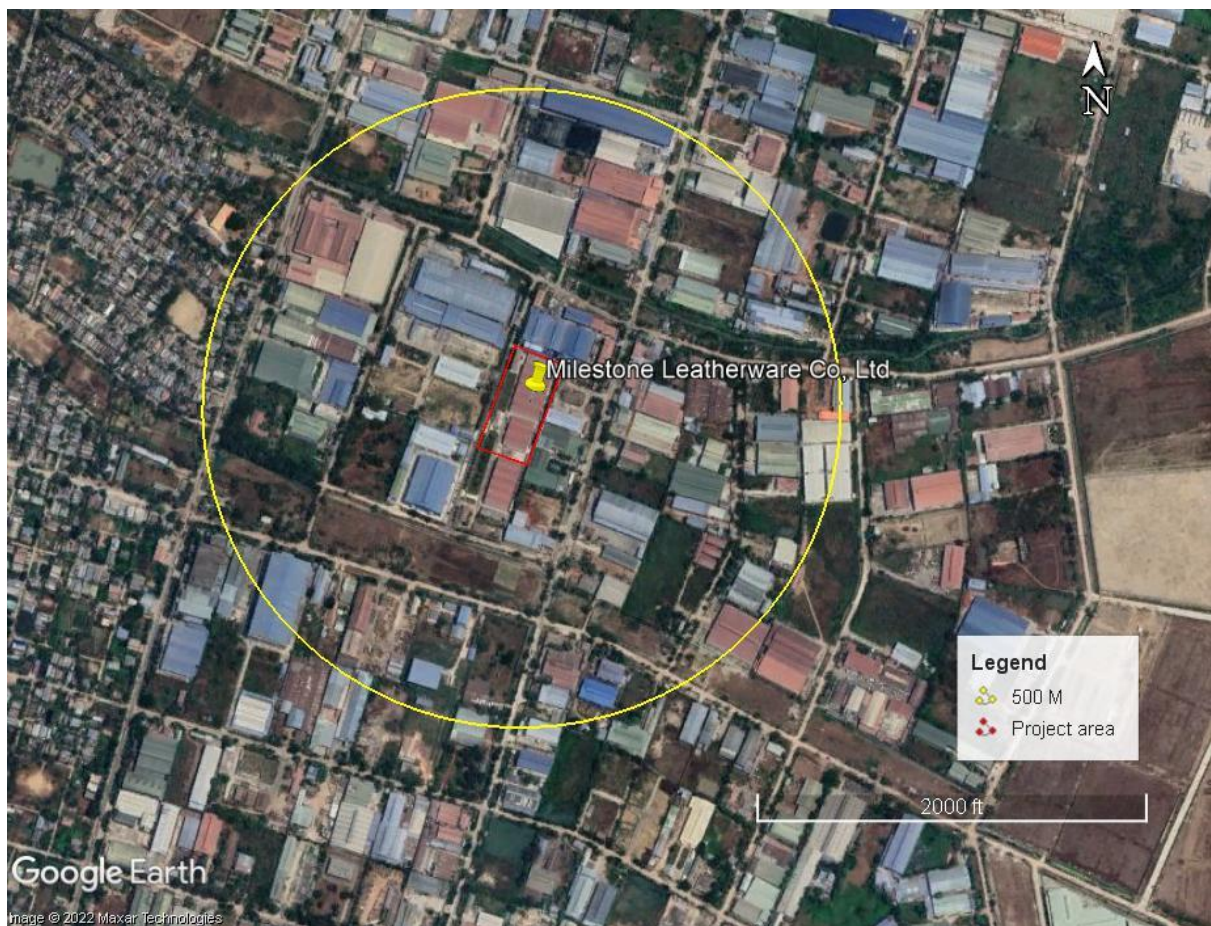 N
Milestone Leatherware Co, Ltd
Legend
500 M
Project area
2000 ft
Google Earth
Image © 2022 Maxar Technologies